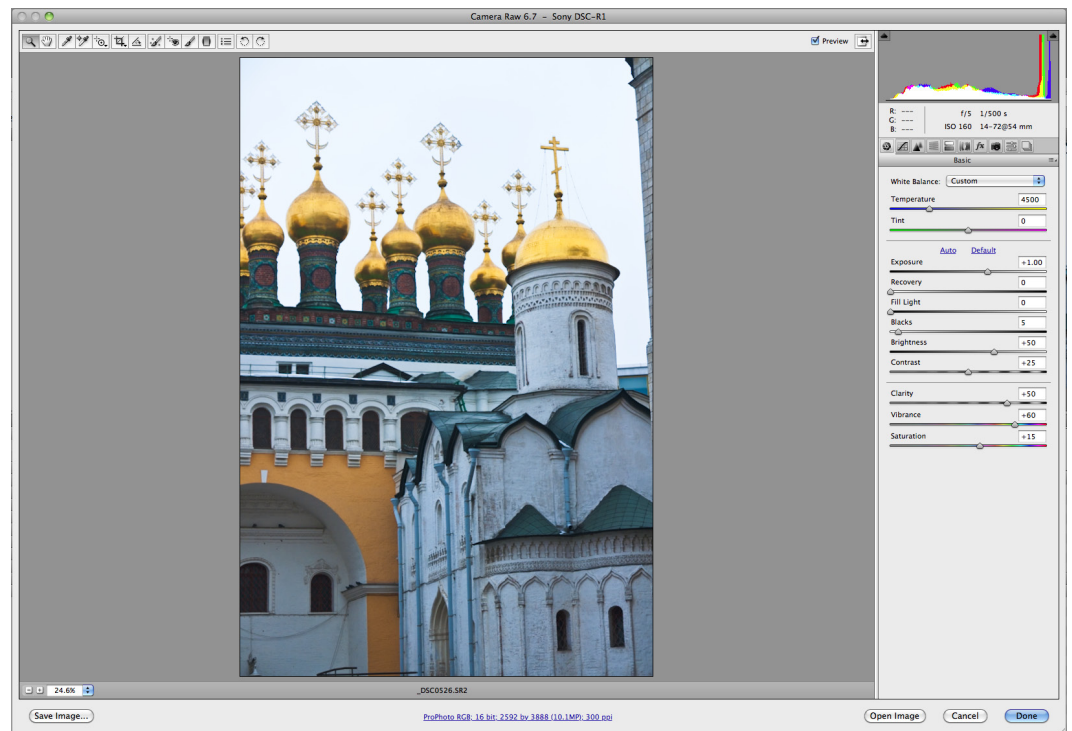 Camera Raw 6.7 – Sony DSC-R1
Preview
R: ---
G: ---
B: ---
f/5 1/500 s
ISO 160 14-72@54 mm
fx
Basic
White Balance: Custom
Temperature 4500
Tint 0
Auto Default
Exposure +1.00
Recovery 0
Fill Light 0
Blacks 5
Brightness +50
Contrast +25
Clarity +50
Vibrance +60
Saturation +15
24.6% _DSC0526.SR2
Save Image... ProPhoto RGB; 16 bit; 2592 by 3888 (10.1MP); 300 ppi Open Image Cancel Done